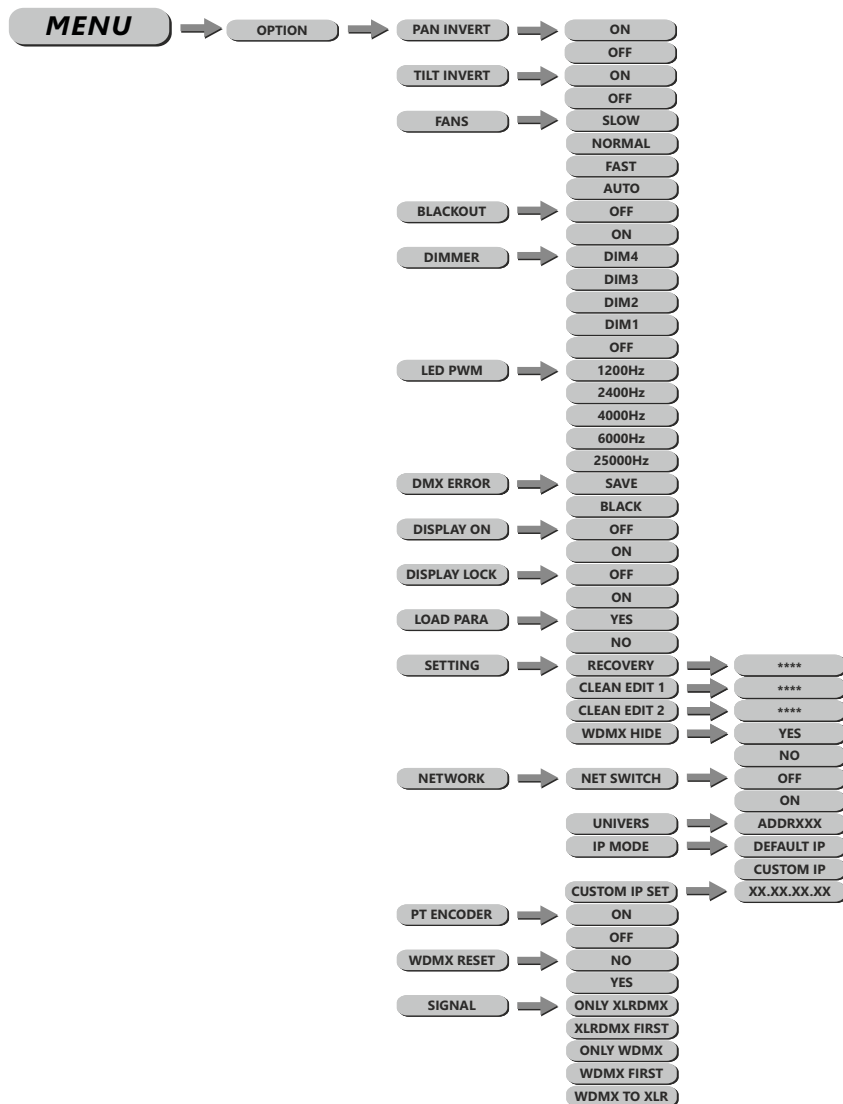 MENU OPTION PAN INVERT ON
OFF
TILT INVERT ON
OFF
FANS SLOW
NORMAL
FAST
AUTO
BLACKOUT OFF
ON
DIMMER DIM4
DIM3
DIM2
DIM1
OFF
LED PWM 1200Hz
2400Hz
4000Hz
6000Hz
25000Hz
DMX ERROR SAVE
BLACK
DISPLAY ON OFF
ON
DISPLAY LOCK OFF
ON
LOAD PARA YES
NO
SETTING RECOVERY ****
CLEAN EDIT 1 ****
CLEAN EDIT 2 ****
WDMX HIDE YES
NO
NETWORK NET SWITCH OFF
ON
UNIVERS ADDRXXX
IP MODE DEFAULT IP
CUSTOM IP
CUSTOM IP SET XX.XX.XX.XX
PT ENCODER ON
OFF
WDMX RESET NO
YES
SIGNAL ONLY XLRDMX
XLRDMX FIRST
ONLY WDMX
WDMX FIRST
WDMX TO XLR